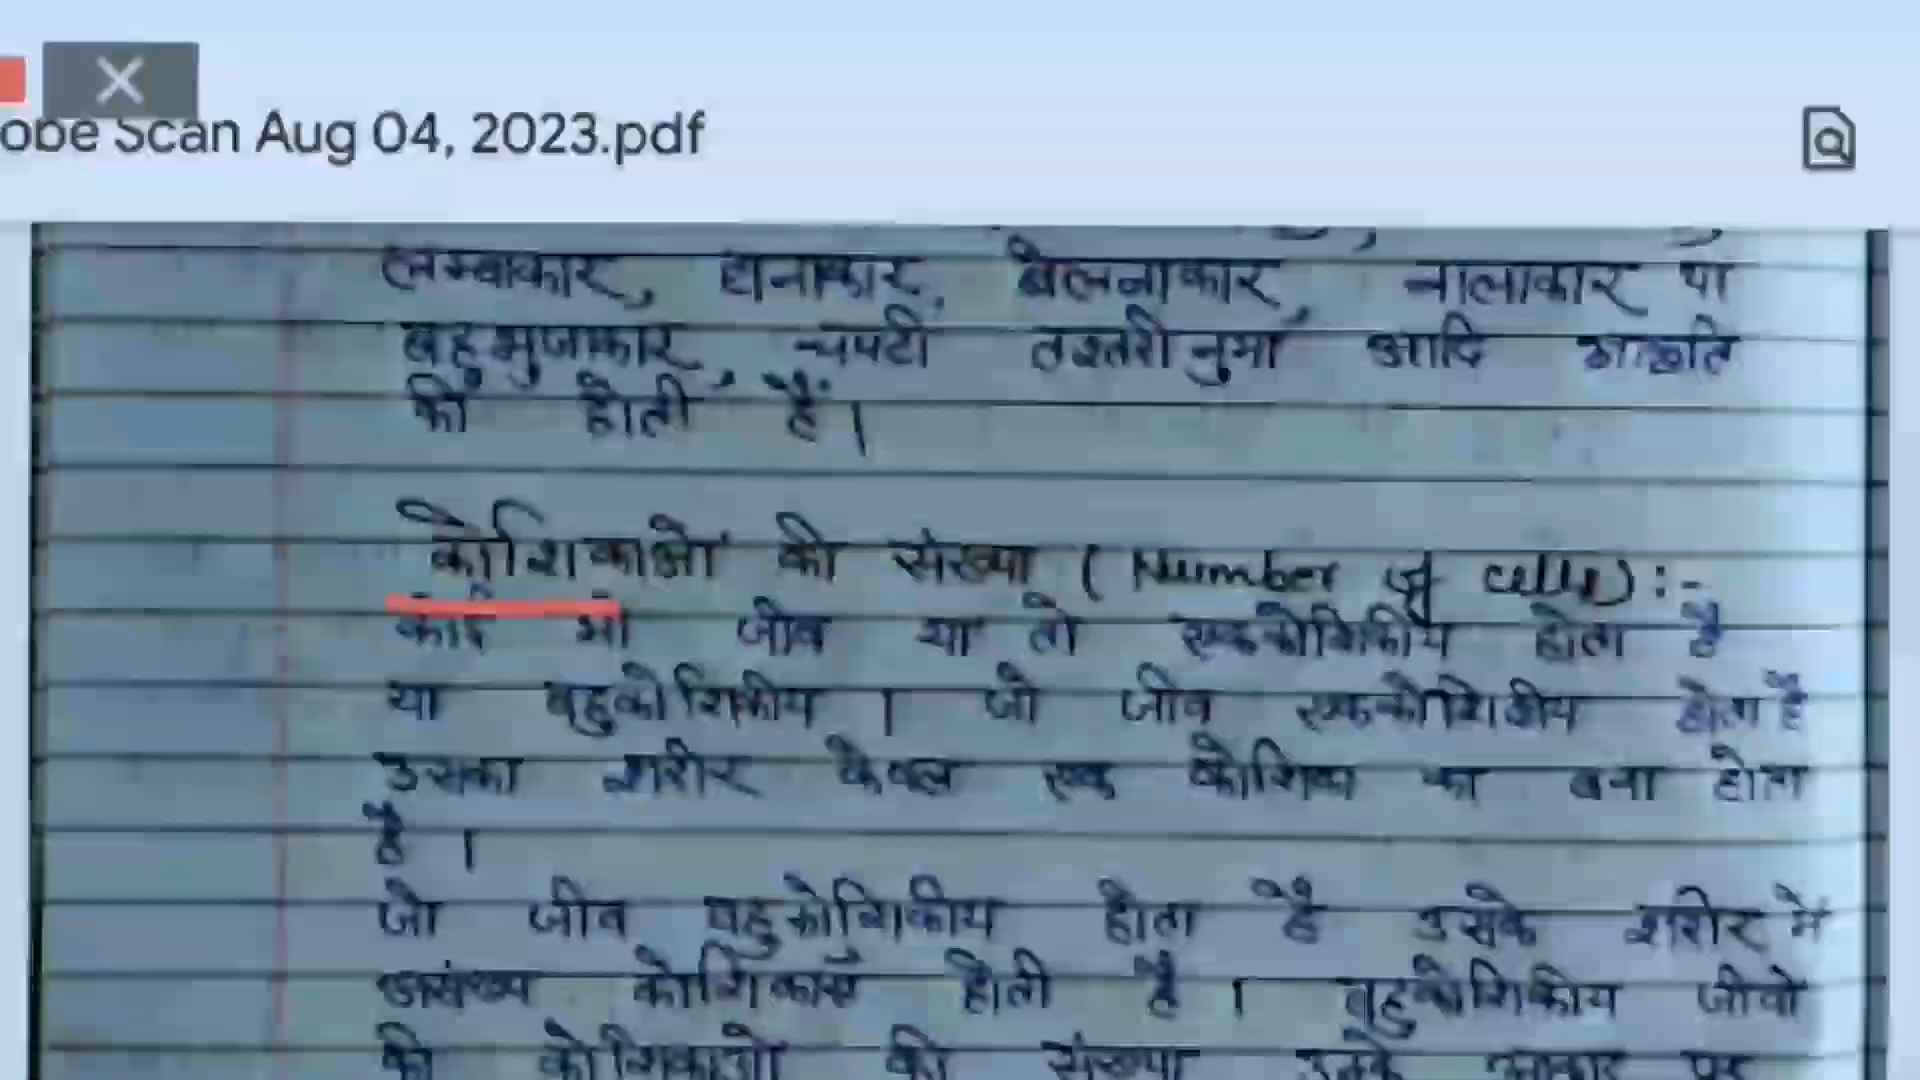 obe Scan Aug 04, 2023.pdf
लम्बाकार, बेलनाकार, नालाकार या
बहुभुजाकार, चपटी तश्तरीनुमा आदि आकृति
की होती हैं।
कोशिकाओं की संख्या (Number of cells):-
कोई भी जीव या तो एककोशिकीय होता है
या बहुकोशिकीय। जो जीव एककोशिकीय होता है
उसका शरीर केवल एक कोशिका का बना होता
है।
जो जीव बहुकोशिकीय होता है उसके शरीर में
असंख्य कोशिकाएँ होती है। बहुकोशिकीय जीवो
की कोशिकाओ की संख्या उनके आकार पर